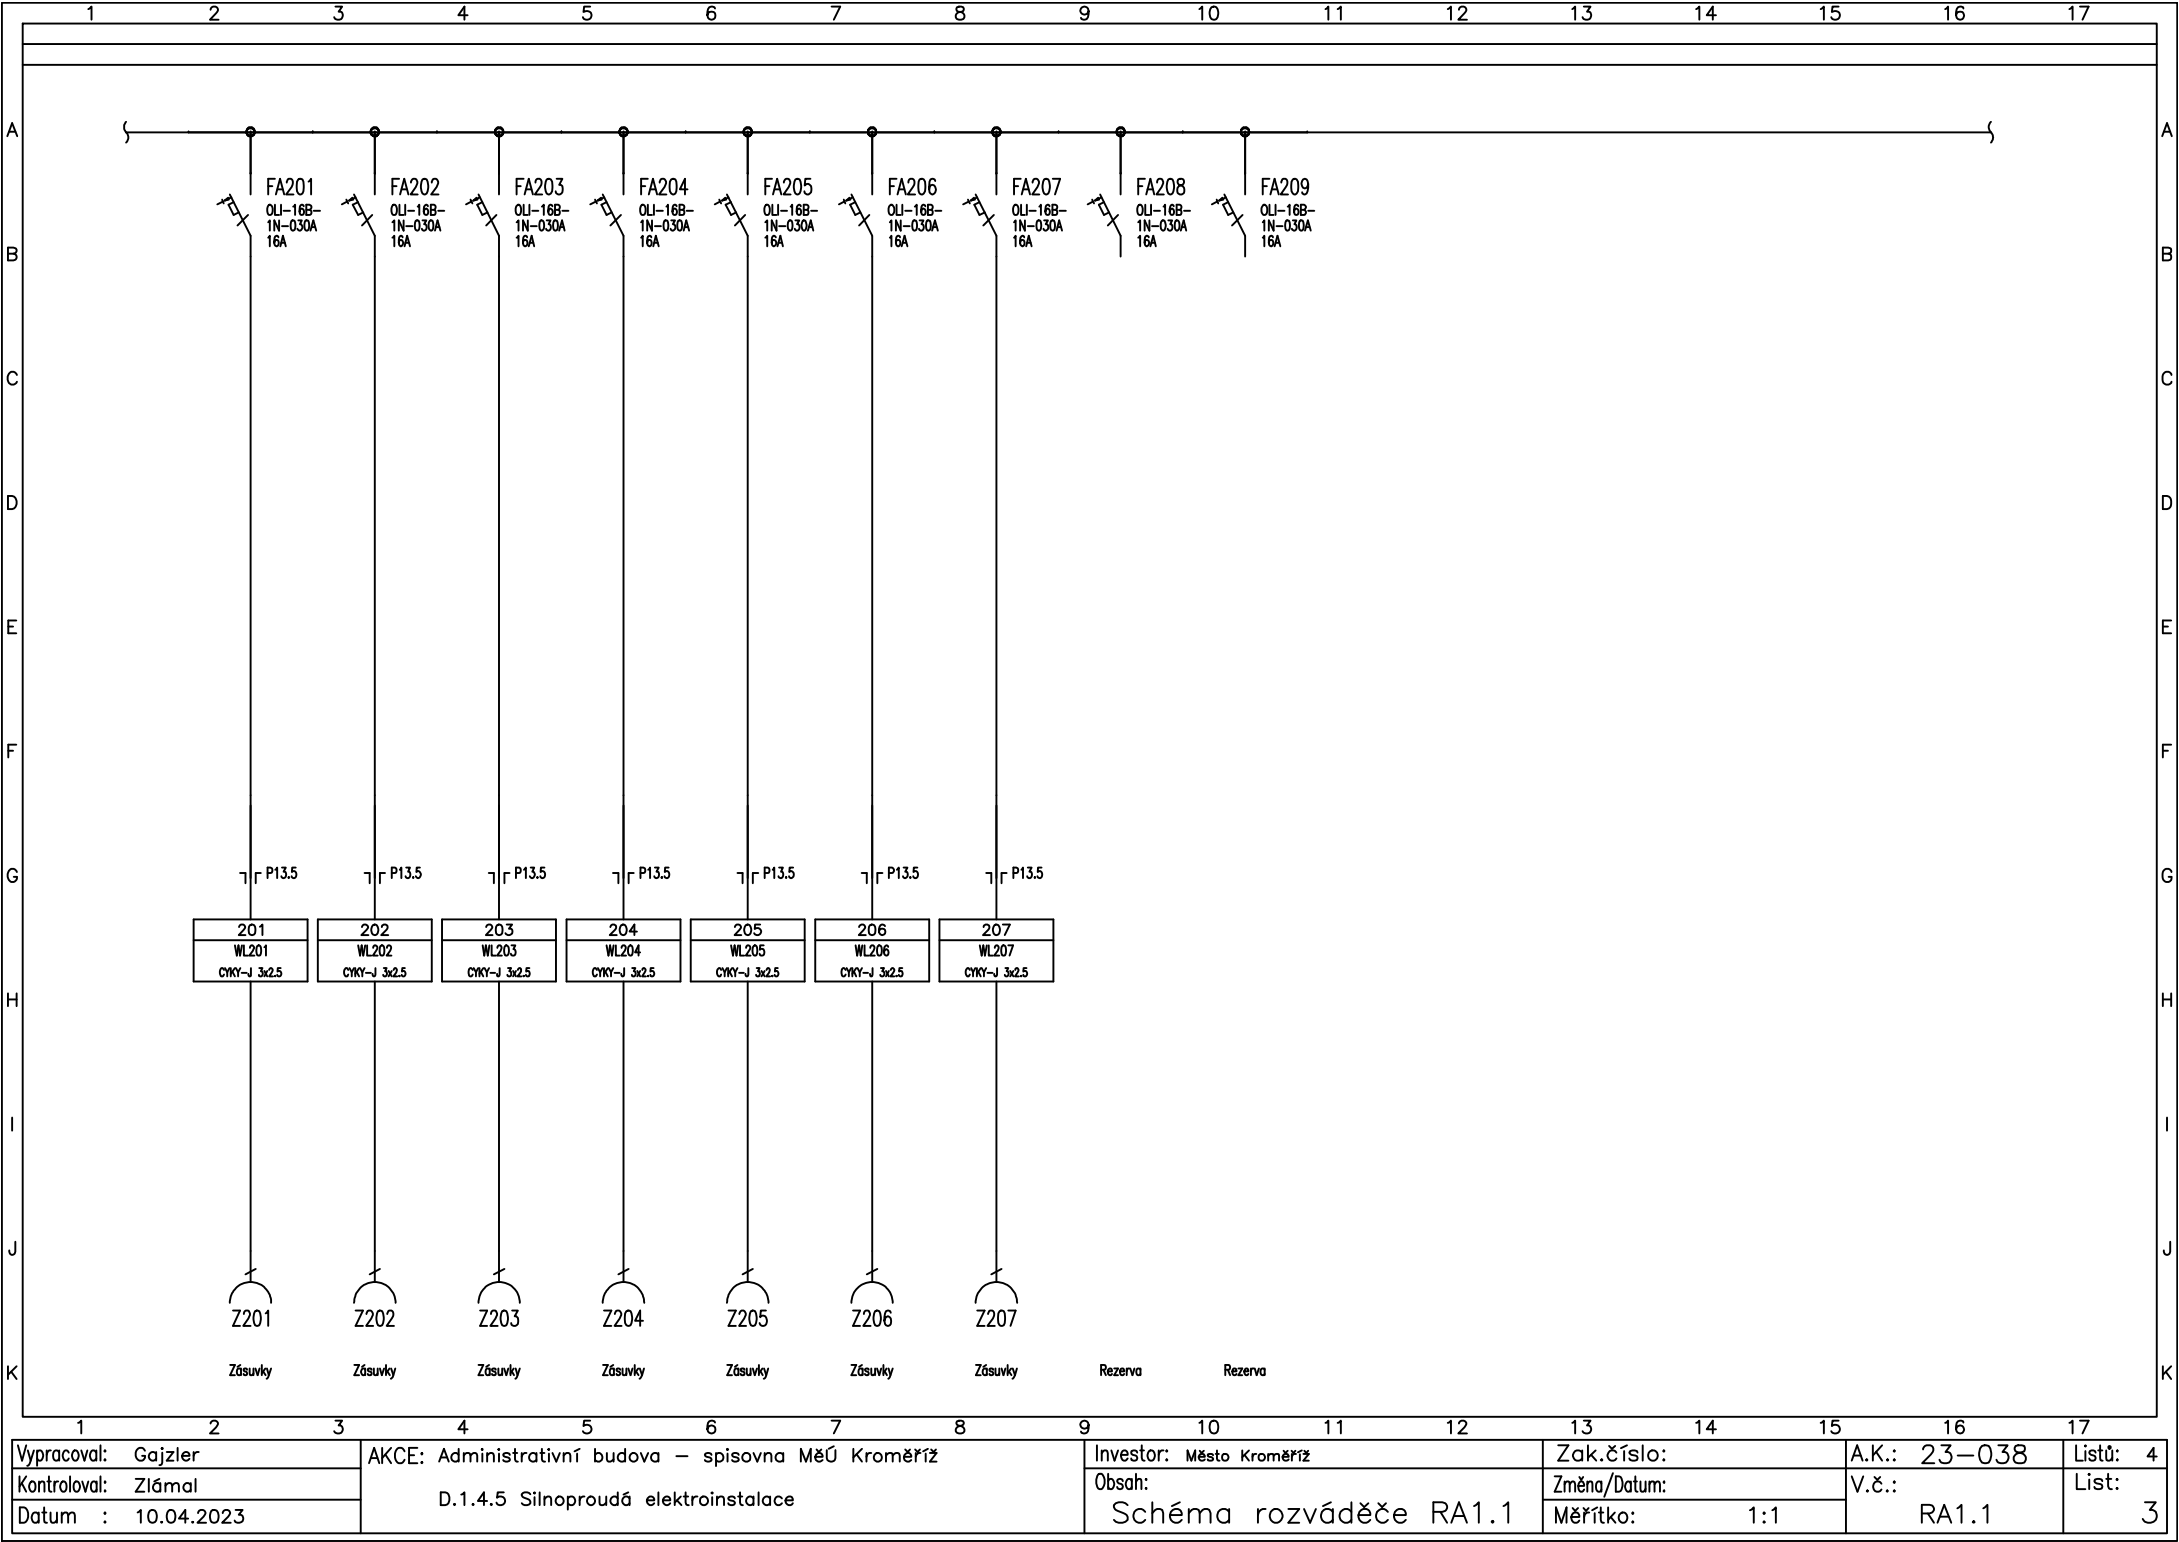 1 2 3 4 5 6 7 8 9 10 11 12 13 14 15 16 17
A A
FA201 FA202 FA203 FA204 FA205 FA206 FA207 FA208 FA209
OLI-16B- OLI-16B- OLI-16B- OLI-16B- OLI-16B- OLI-16B- OLI-16B- OLI-16B- OLI-16B-
1N-030A 1N-030A 1N-030A 1N-030A 1N-030A 1N-030A 1N-030A 1N-030A 1N-030A
16A 16A 16A 16A 16A 16A 16A 16A 16A
B B
C C
D D
E E
F F
G P13.5 P13.5 P13.5 P13.5 P13.5 P13.5 P13.5 G
201 202 203 204 205 206 207
WL201 WL202 WL203 WL204 WL205 WL206 WL207
CYKY-J 3x2.5 CYKY-J 3x2.5 CYKY-J 3x2.5 CYKY-J 3x2.5 CYKY-J 3x2.5 CYKY-J 3x2.5 CYKY-J 3x2.5
H H
I I
J J
Z201 Z202 Z203 Z204 Z205 Z206 Z207
K Zásuvky Zásuvky Zásuvky Zásuvky Zásuvky Zásuvky Zásuvky Rezerva Rezerva K
1 2 3 4 5 6 7 8 9 10 11 12 13 14 15 16 17
Vypracoval: Gajzler
Kontroloval: Zlámal
Datum : 10.04.2023
AKCE: Administrativní budova – spisovna MěÚ Kroměříž
D.1.4.5 Silnoproudá elektroinstalace
Investor: Město Kroměříž
Obsah:
Schéma rozváděče RA1.1
Zak.číslo:
Změna/Datum:
Měřítko: 1:1
A.K.: 23-038
V.č.:
RA1.1
Listů: 4
List:
3